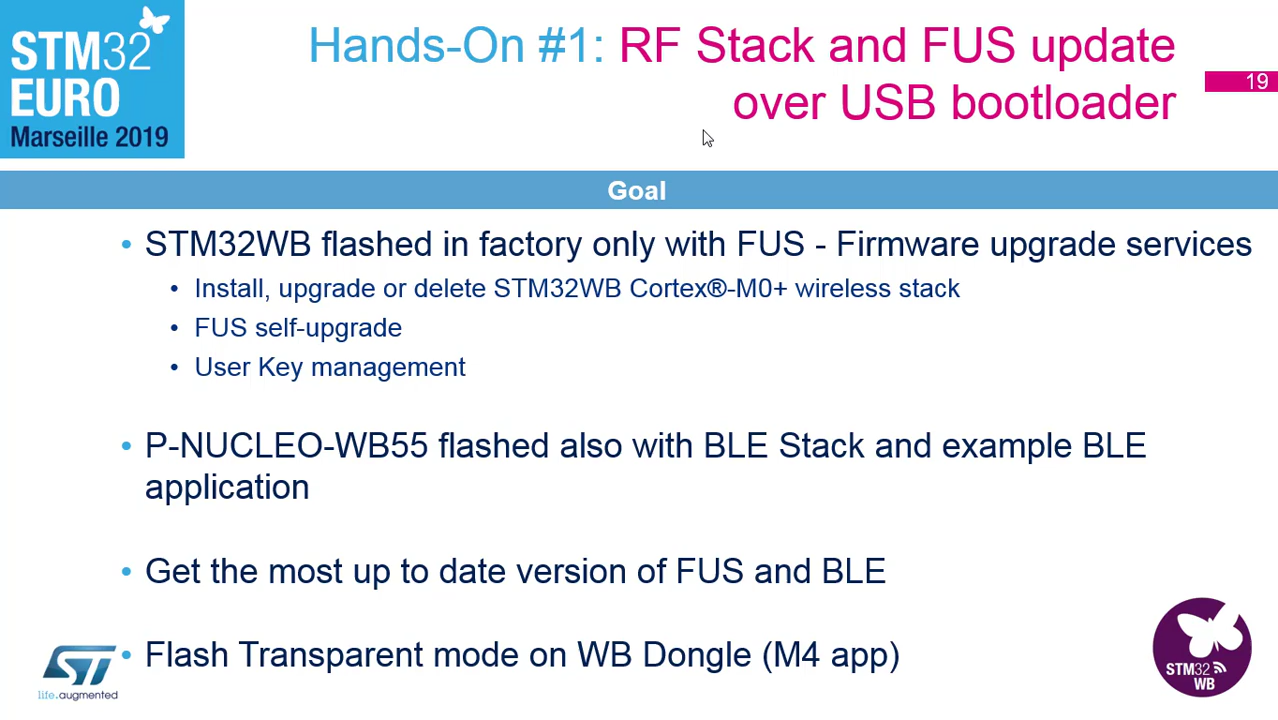 STM32
EURO
Marseille 2019
Hands-On #1: RF Stack and FUS update
over USB bootloader
19
Goal
• STM32WB flashed in factory only with FUS - Firmware upgrade services
• Install, upgrade or delete STM32WB Cortex®-M0+ wireless stack
• FUS self-upgrade
• User Key management
• P-NUCLEO-WB55 flashed also with BLE Stack and example BLE
application
• Get the most up to date version of FUS and BLE
• Flash Transparent mode on WB Dongle (M4 app)
ST
life.augmented
STM32
WB